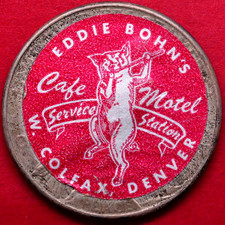 EDDIE BOHN'S
Cafe Motel
Service Station
W COLFAX, DENVER